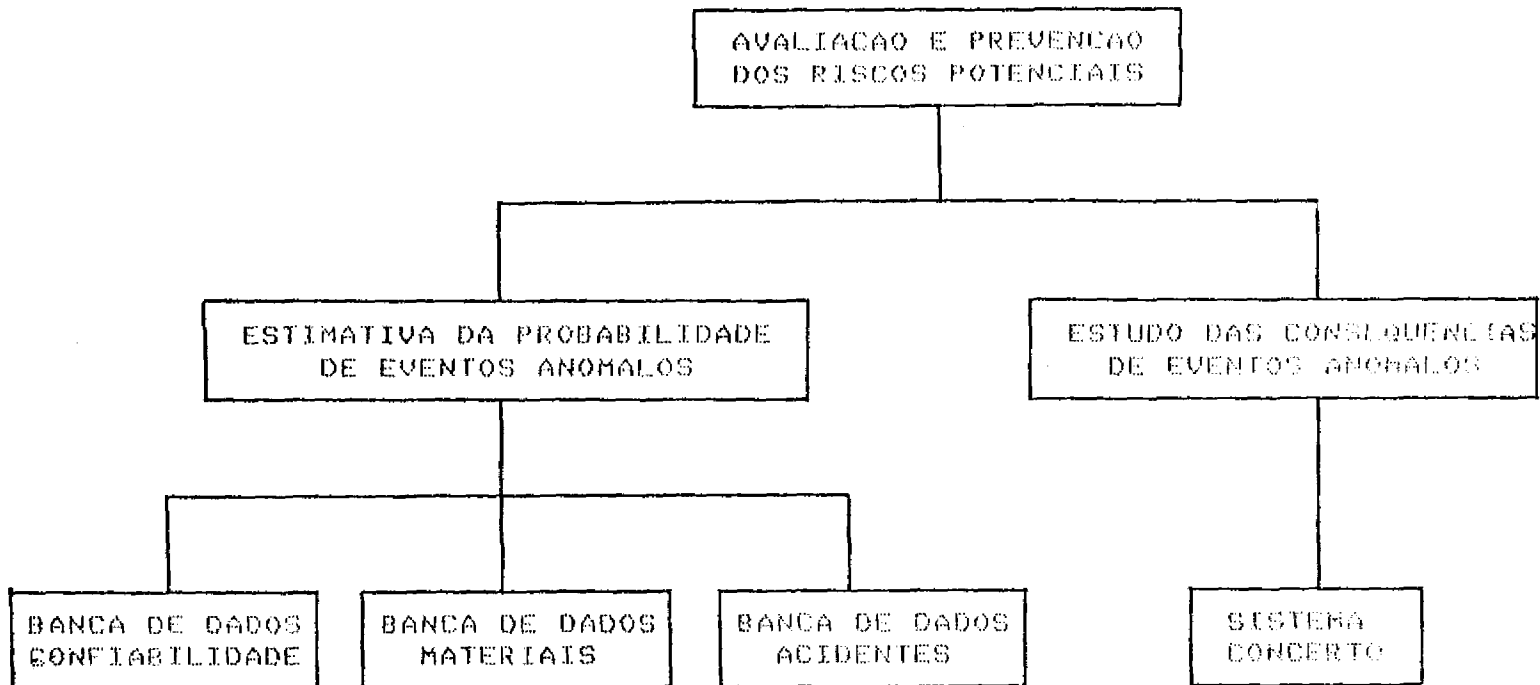 AVALIACAO E PREVENCAO
DOS RISCOS POTENCIAIS
ESTIMATIVA DA PROBABILIDADE
DE EVENTOS ANOMALOS
ESTUDO DAS CONSEQUENCIAS
DE EVENTOS ANOMALOS
BANCA DE DADOS
CONFIABILIDADE
BANCA DE DADOS
MATERIAIS
BANCA DE DADOS
ACIDENTES
SISTEMA
CONCERTO